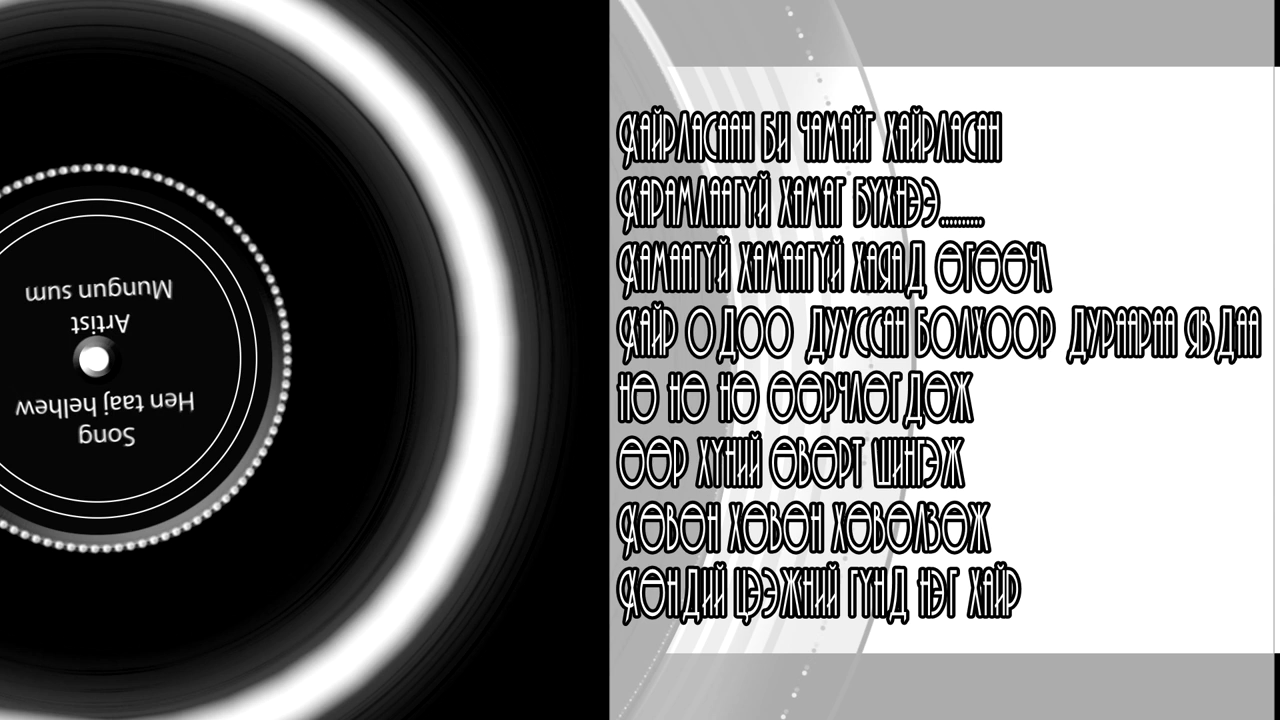 Mungun sum
Artist
Hen taaj helhew
Song
ХАЙРЛАСААН БИ ЧАМАЙГ ХАЙРЛАСАН
ХАРАМЛААГҮЙ ХАМАГ БҮХНЭЭ..........
ХАМААГҮЙ ХАМААГҮЙ ХАЯАД ӨГӨӨЧ\
ХАЙР ОДОО ДУУССАН БОЛХООР ДУРААРАА ЯВДАА
НӨ НӨ НӨ ӨӨРЧЛӨГДӨЖ
ӨӨР ХҮНИЙ ӨВӨРТ ШИНГЭЖ
ХӨВӨН ХӨВӨН ХӨВӨЛЗӨЖ
ХӨНДИЙ ЦЭЭЖНИЙ ГҮНД НЭГ ХАЙР